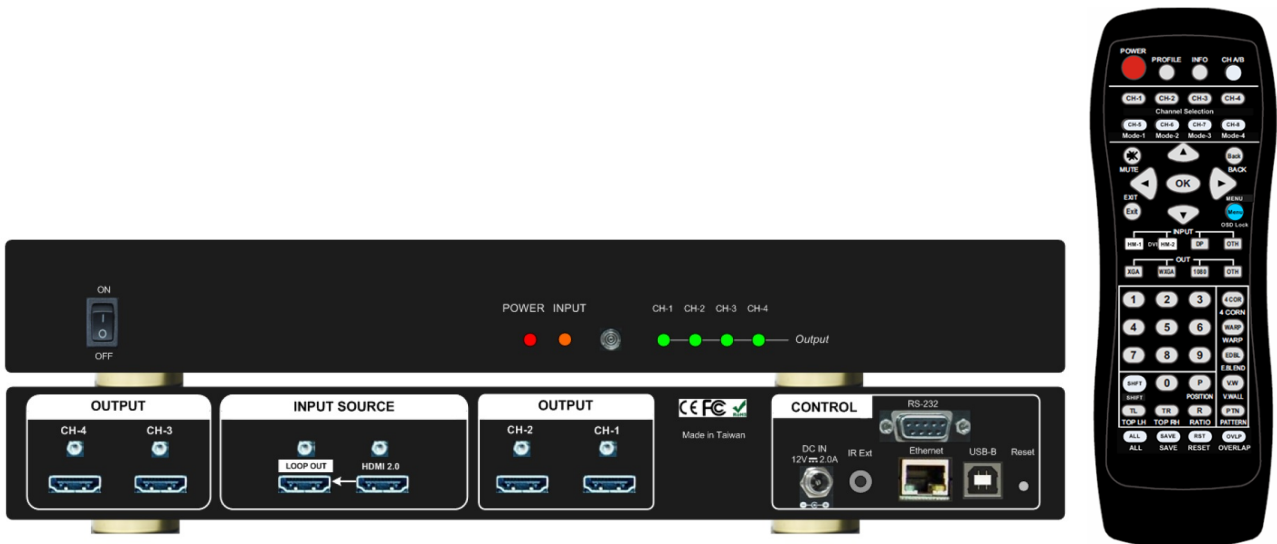 ON
OFF
POWER INPUT
CH-1 CH-2 CH-3 CH-4
Output
OUTPUT
CH-4 CH-3
INPUT SOURCE
LOOP OUT HDMI 2.0
OUTPUT
CH-2 CH-1
CE FC
Made in Taiwan
CONTROL
RS-232
DC IN
12V 2.0A
IR Ext
Ethernet
USB-B
Reset
POWER
PROFILE INFO CH A/B
CH-1 CH-2 CH-3 CH-4
Channel Selection
CH-5 CH-6 CH-7 CH-8
Mode-1 Mode-2 Mode-3 Mode-4
Back
MUTE BACK
OK
EXIT MENU
Exit Menu
OSD Lock
INPUT
HM-1 DVI HM-2 DP OTH
OUT
XGA WXGA 1080 OTH
1 2 3 4 COR
4 CORN
4 5 6 WARP
WARP
7 8 9 EDBL
E.BLEND
SHFT 0 P V.W
SHIFT POSITION V.WALL
TL TR R PTN
TOP LH TOP RH RATIO PATTERN
ALL SAVE RST OVLP
ALL SAVE RESET OVERLAP